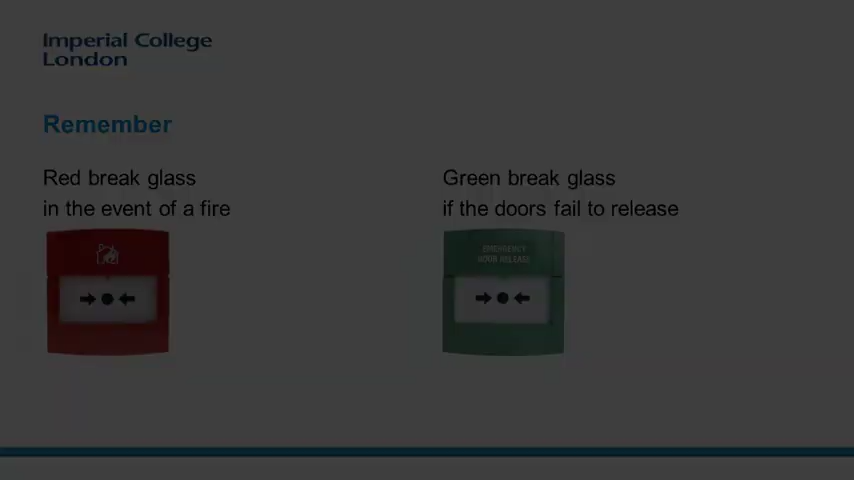 Imperial College
London
Remember
Red break glass
in the event of a fire
Green break glass
if the doors fail to release
EMERGENCY
DOOR RELEASE